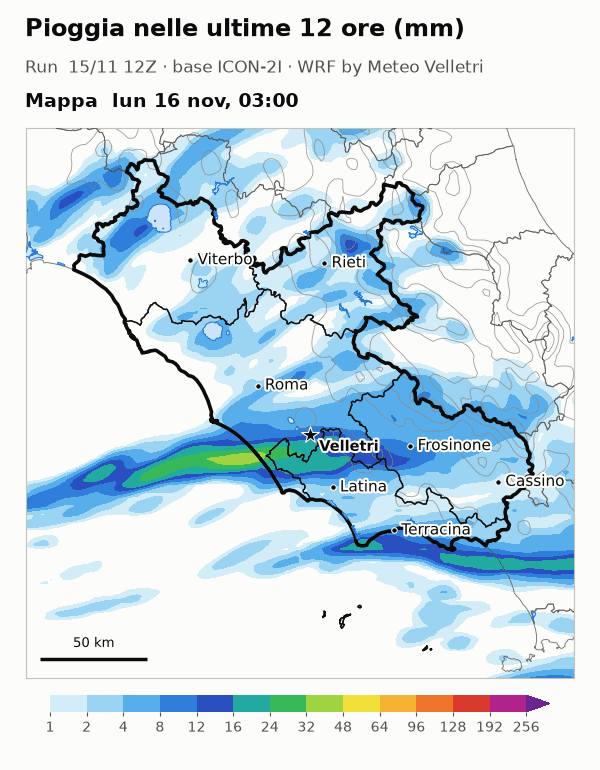 Pioggia nelle ultime 12 ore (mm)
Run  15/11 12Z · base ICON-2I · WRF by Meteo Velletri
Mappa  lun 16 nov, 03:00
Viterbo
Rieti
Roma
Velletri
Frosinone
Latina
Cassino
Terracina
50 km
1 2 4 8 12 16 24 32 48 64 96 128 192 256